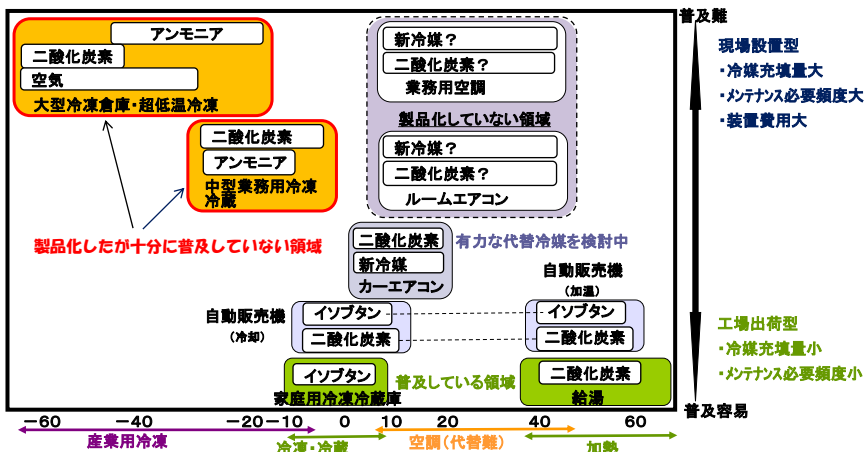 普及難
アンモニア
二酸化炭素
空気
大型冷凍倉庫・超低温冷凍
新冷媒？
二酸化炭素？
業務用空調
製品化していない領域
新冷媒？
二酸化炭素？
ルームエアコン
現場設置型
・冷媒充填量大
・メンテナンス必要頻度大
・装置費用大
二酸化炭素
アンモニア
中型業務用冷凍
冷蔵
製品化したが十分に普及していない領域
二酸化炭素
新冷媒
カーエアコン
有力な代替冷媒を検討中
自動販売機
（冷却）
イソブタン
二酸化炭素
自動販売機
（加温）
イソブタン
二酸化炭素
工場出荷型
・冷媒充填量小
・メンテナンス必要頻度小
イソブタン
家庭用冷凍冷蔵庫
普及している領域
二酸化炭素
給湯
普及容易
－60 －40 －20 －10 0 10 20 40 60
産業用冷凍
冷凍・冷蔵
空調（代替難）
加熱